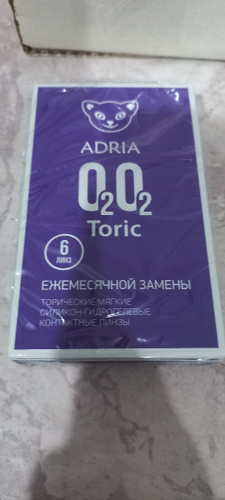 ADRIA
O2O2
Toric
6
ЛИНЗ
ЕЖЕМЕСЯЧНОЙ ЗАМЕНЫ
ТОРИЧЕСКИЕ МЯГКИЕ
СИЛИКОН-ГИДРОГЕЛЕВЫЕ
КОНТАКТНЫЕ ЛИНЗЫ